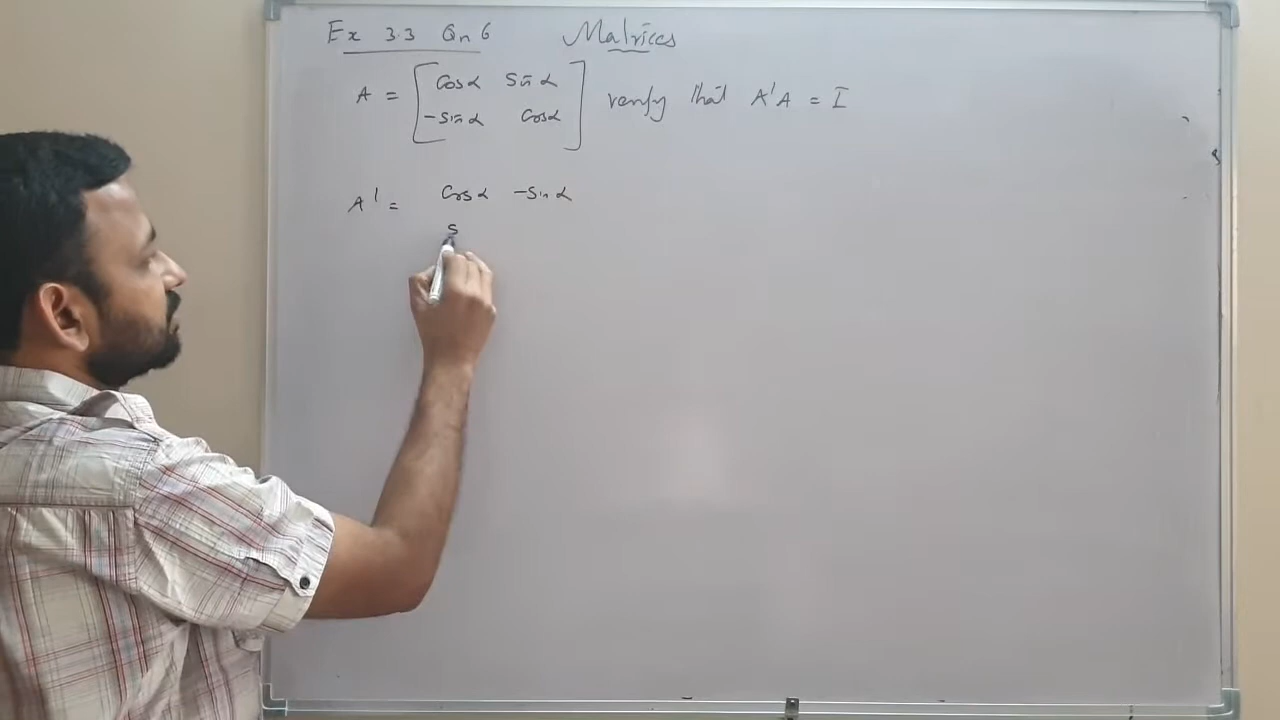 Ex 3.3 Qn 6 Matrices
A = [ Cosα Sinα verify that A'A = I
-Sinα Cosα ]
A' = Cosα -Sinα
S